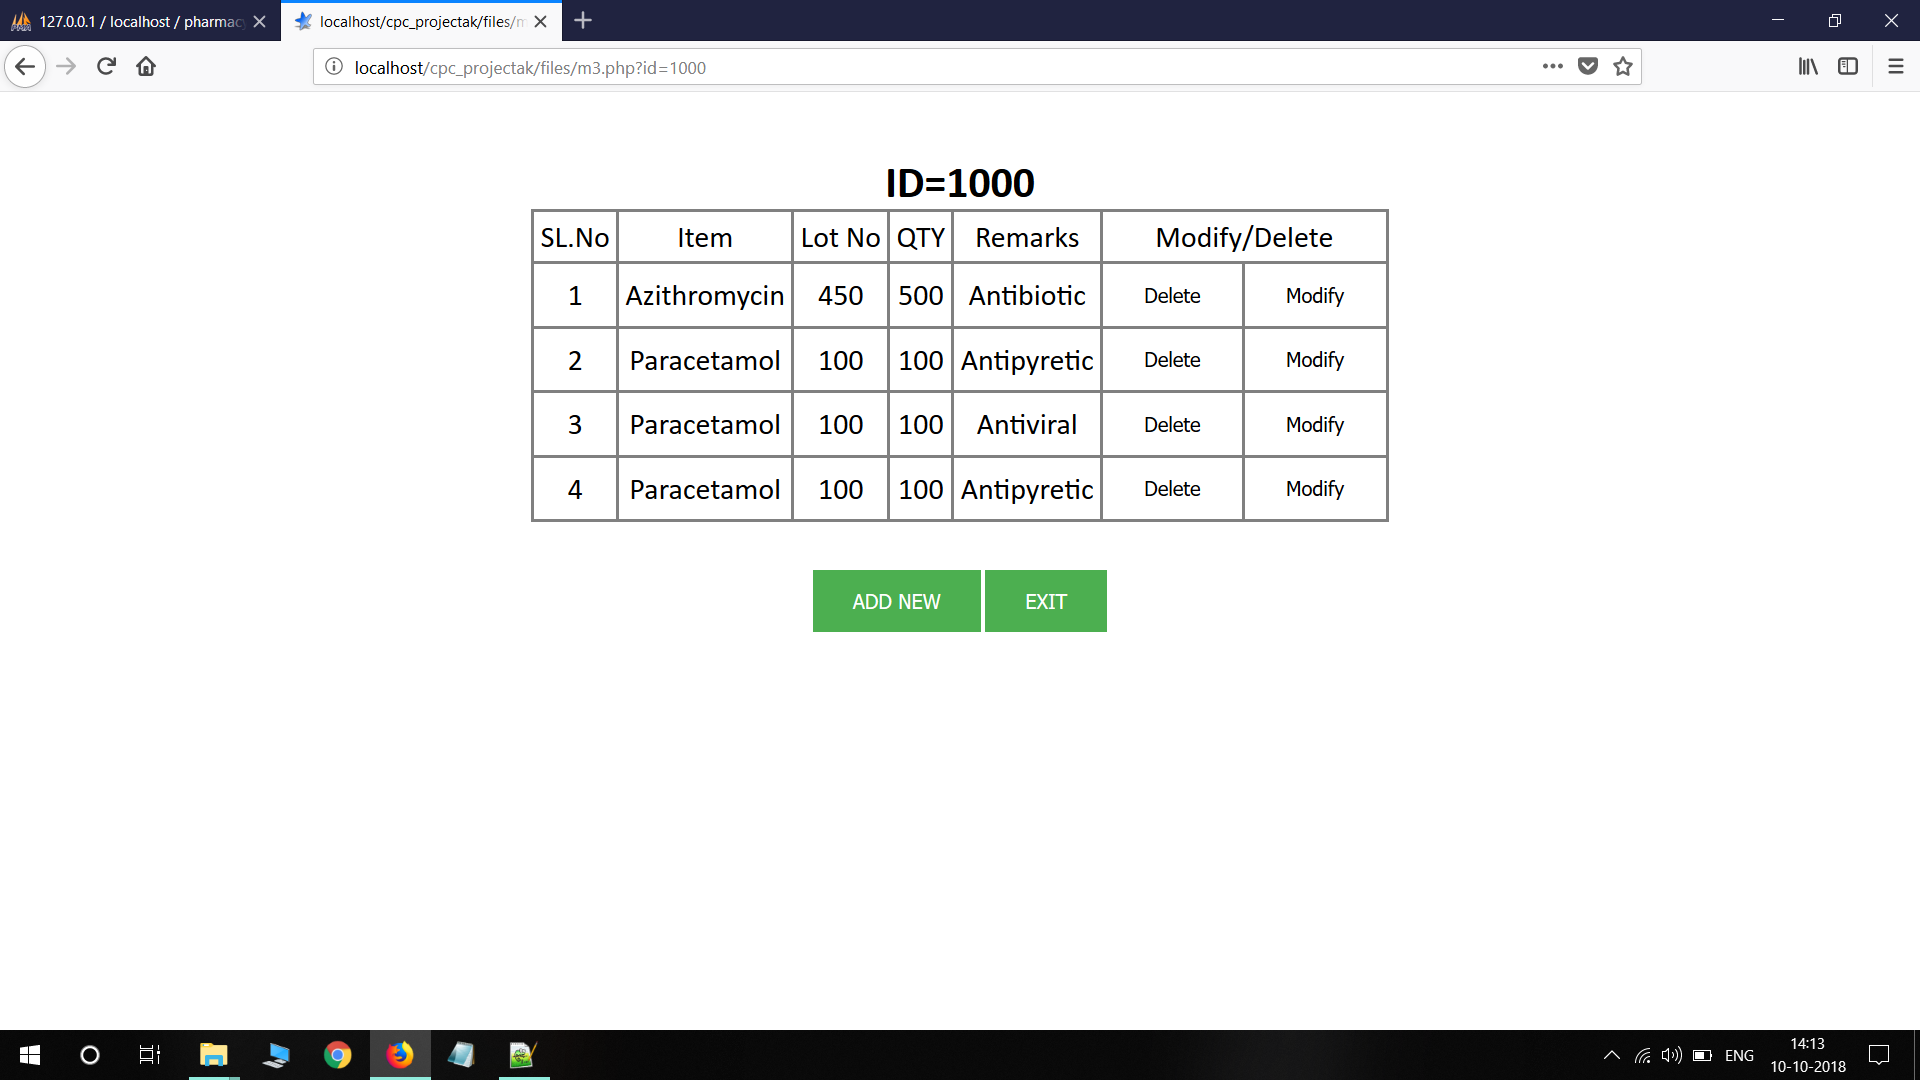 127.0.0.1 / localhost / pharmacy
localhost/cpc_projectak/files/m
localhost/cpc_projectak/files/m3.php?id=1000
ID=1000
SL.No Item Lot No QTY Remarks Modify/Delete
1 Azithromycin 450 500 Antibiotic Delete Modify
2 Paracetamol 100 100 Antipyretic Delete Modify
3 Paracetamol 100 100 Antiviral Delete Modify
4 Paracetamol 100 100 Antipyretic Delete Modify
ADD NEW EXIT
ENG
14:13
10-10-2018